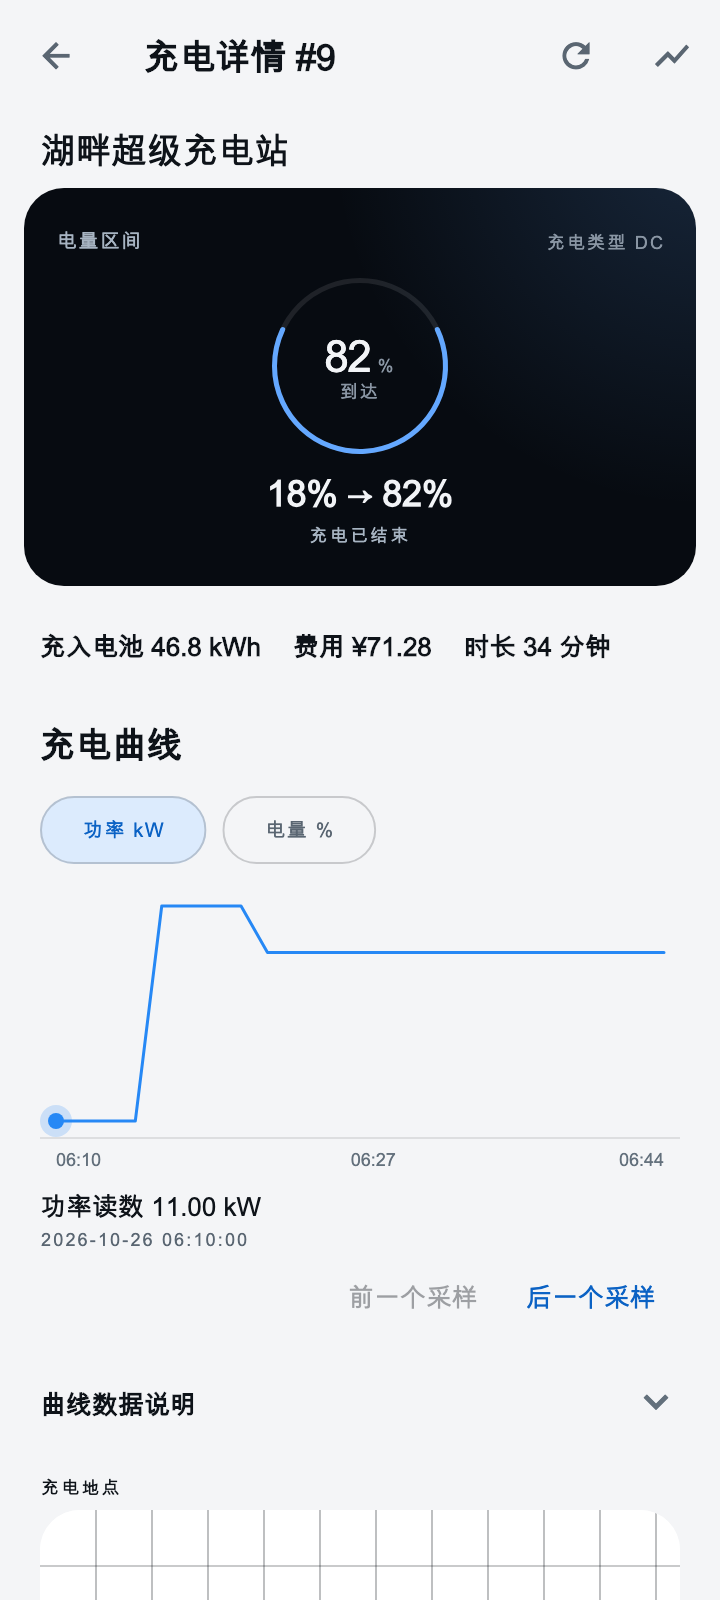 充电详情 #9
湖畔超级充电站
电量区间
充电类型 DC
82 %
到达
18% → 82%
充电已结束
充入电池 46.8 kWh 费用 ¥71.28 时长 34 分钟
充电曲线
功率 kW 电量 %
06:10 06:27 06:44
功率读数 11.00 kW
2026-10-26 06:10:00
前一个采样 后一个采样
曲线数据说明
充电地点